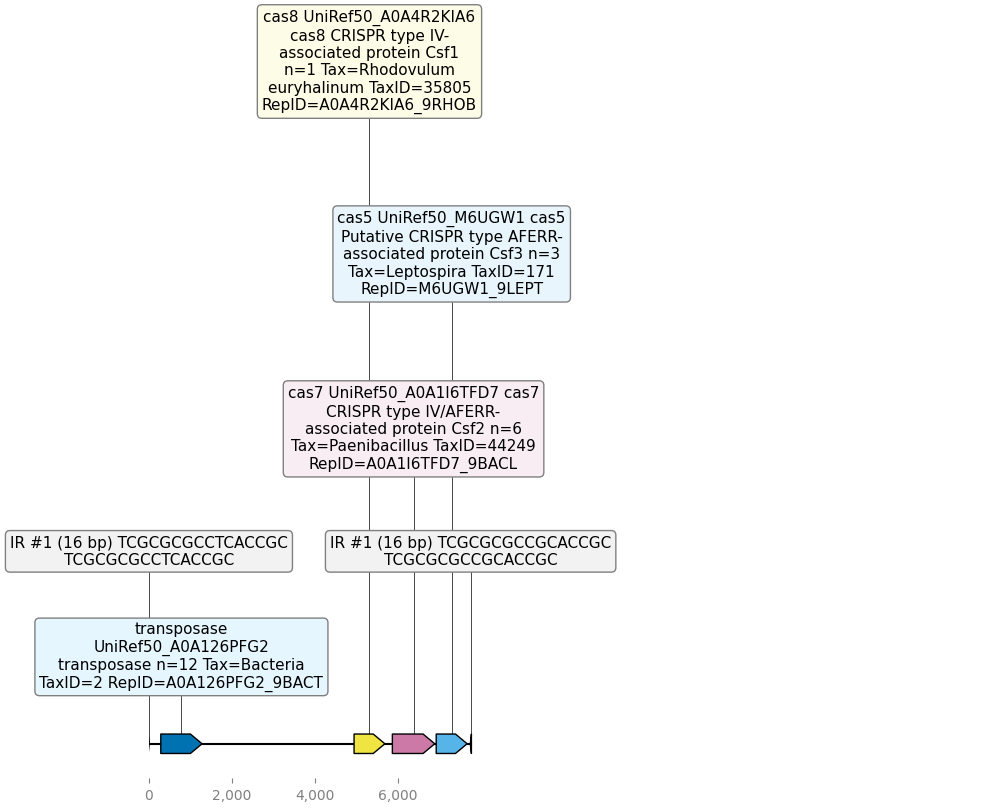 cas8 UniRef50_A0A4R2KIA6
cas8 CRISPR type IV-
associated protein Csf1
n=1 Tax=Rhodovulum
euryhalinum TaxID=35805
RepID=A0A4R2KIA6_9RHOB
cas5 UniRef50_M6UGW1 cas5
Putative CRISPR type AFERR-
associated protein Csf3 n=3
Tax=Leptospira TaxID=171
RepID=M6UGW1_9LEPT
cas7 UniRef50_A0A1I6TFD7 cas7
CRISPR type IV/AFERR-
associated protein Csf2 n=6
Tax=Paenibacillus TaxID=44249
RepID=A0A1I6TFD7_9BACL
IR #1 (16 bp) TCGCGCGCCTCACCGC
TCGCGCGCCTCACCGC
IR #1 (16 bp) TCGCGCGCCGCACCGC
TCGCGCGCCGCACCGC
transposase
UniRef50_A0A126PFG2
transposase n=12 Tax=Bacteria
TaxID=2 RepID=A0A126PFG2_9BACT
0 2,000 4,000 6,000